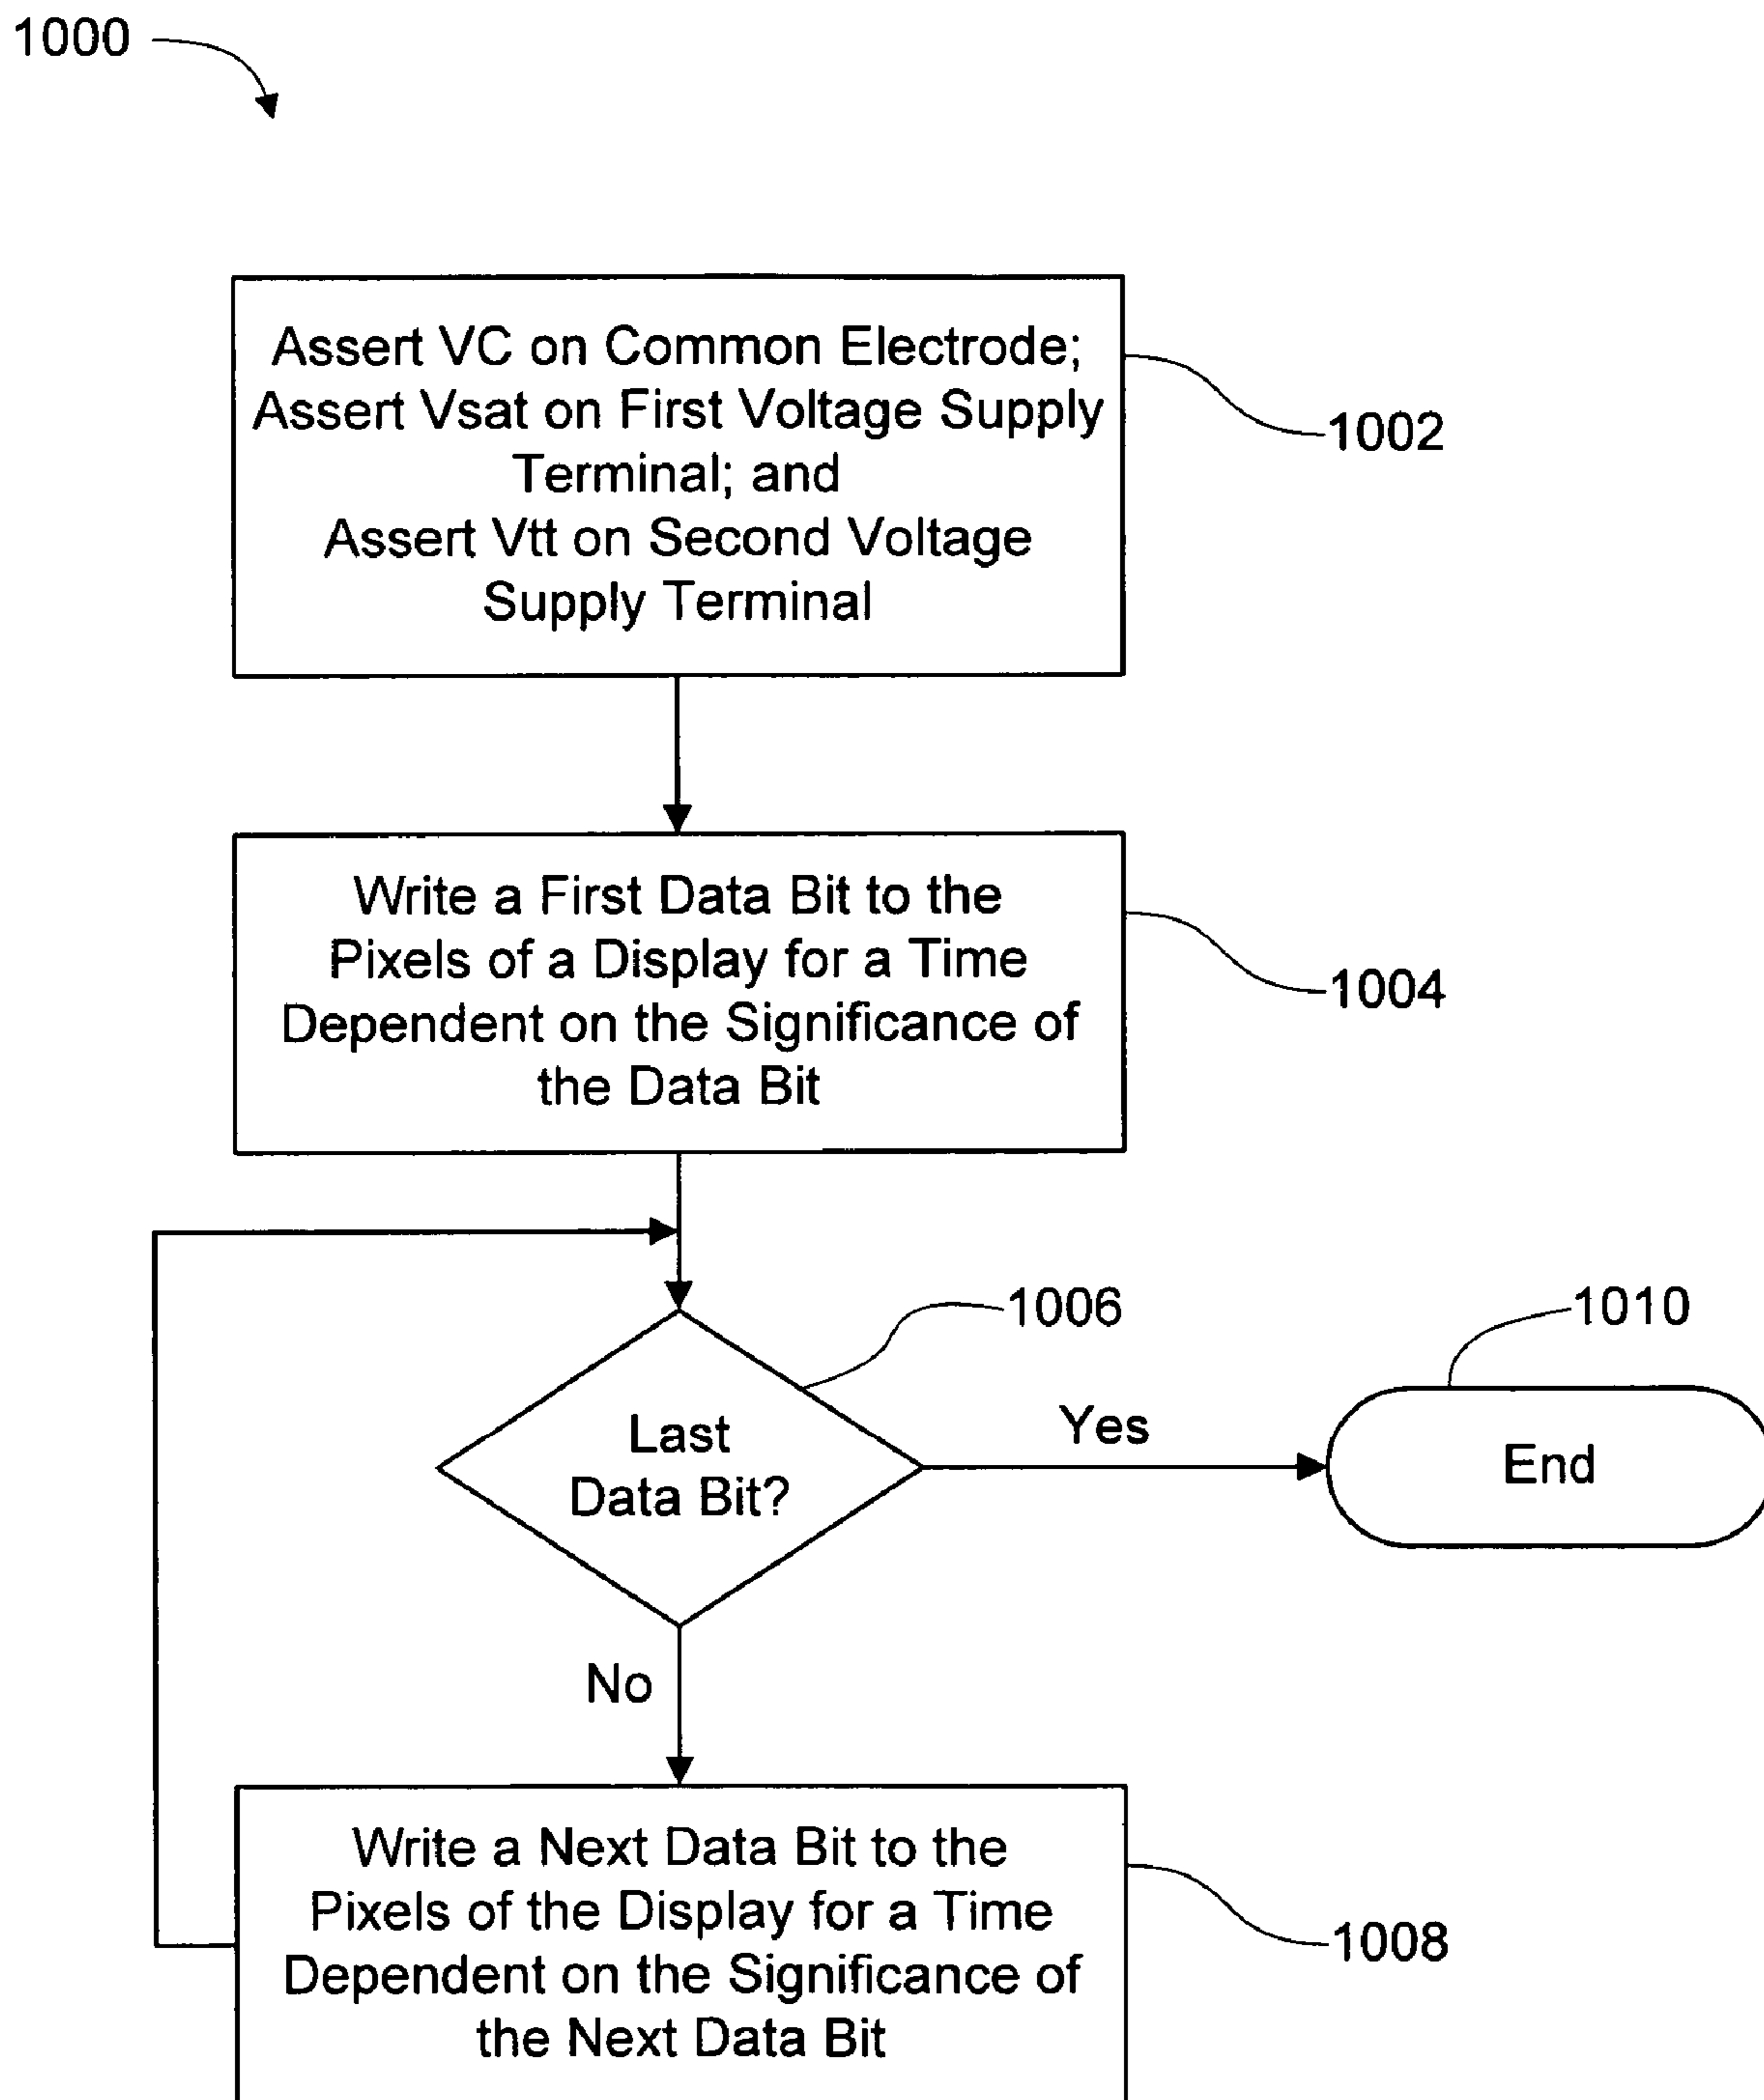 1000
Assert VC on Common Electrode;
Assert Vsat on First Voltage Supply
Terminal; and
Assert Vtt on Second Voltage
Supply Terminal
1002
Write a First Data Bit to the
Pixels of a Display for a Time
Dependent on the Significance of
the Data Bit
1004
1006
1010
Last
Data Bit?
Yes
End
No
Write a Next Data Bit to the
Pixels of the Display for a Time
Dependent on the Significance of
the Next Data Bit
1008